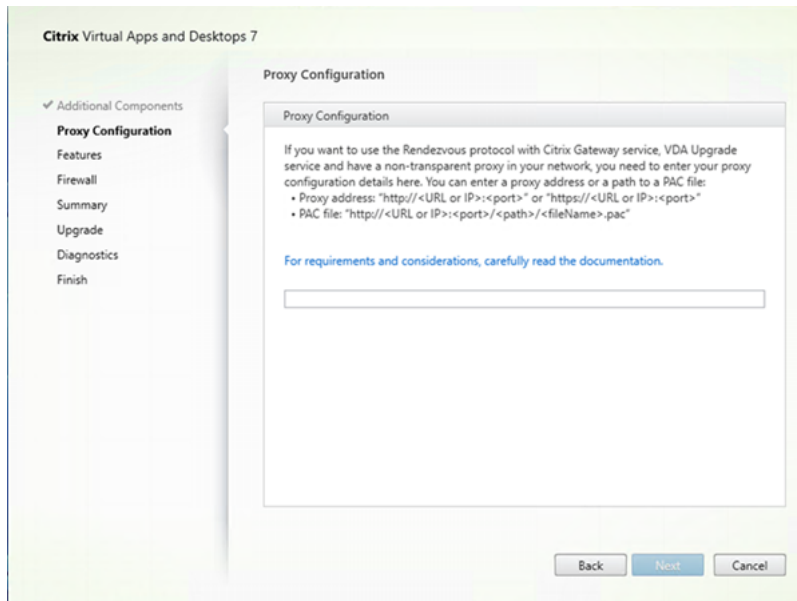 Citrix Virtual Apps and Desktops 7
Proxy Configuration
✔ Additional Components
Proxy Configuration
Features
Firewall
Summary
Upgrade
Diagnostics
Finish
Proxy Configuration
If you want to use the Rendezvous protocol with Citrix Gateway service, VDA Upgrade
service and have a non-transparent proxy in your network, you need to enter your proxy
configuration details here. You can enter a proxy address or a path to a PAC file:
• Proxy address: "http://<URL or IP>:<port>" or "https://<URL or IP>:<port>"
• PAC file: "http://<URL or IP>:<port>/<path>/<fileName>.pac"
For requirements and considerations, carefully read the documentation.
Back
Next
Cancel